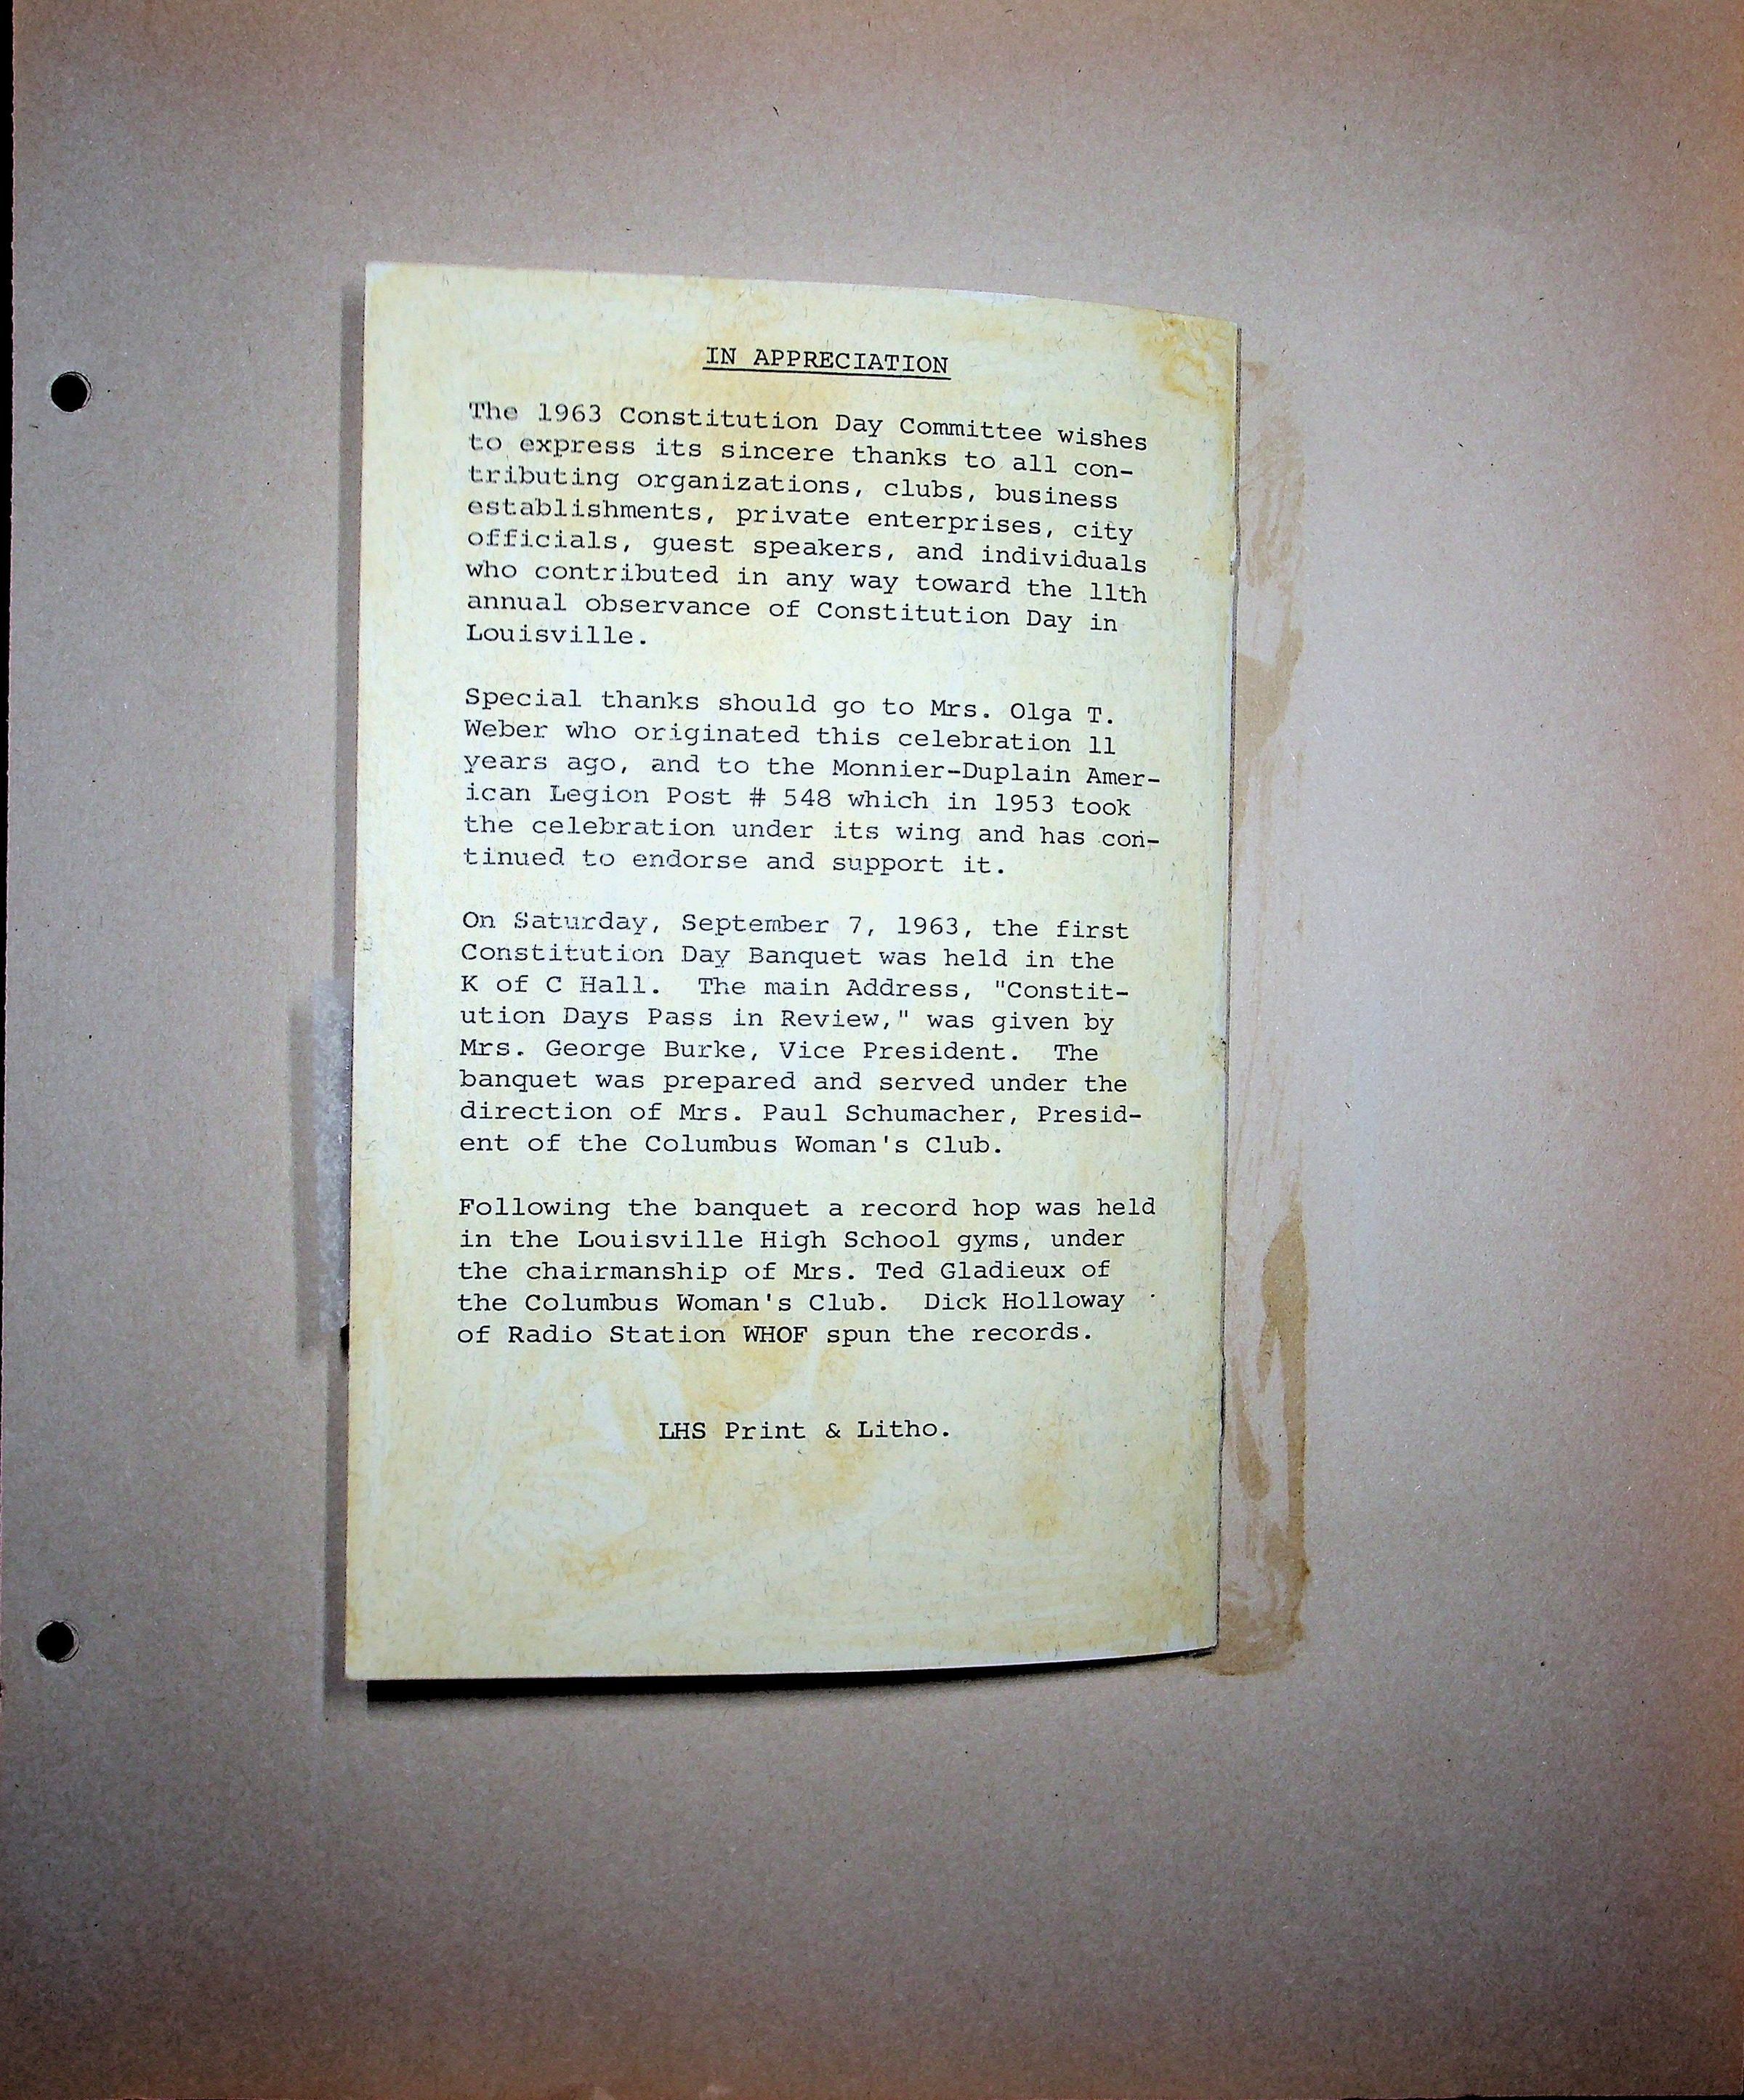 IN APPRECIATION
The 1963 Constitution Day Committee wishes
to express its sincere thanks to all con-
tributing organizations, clubs, business
establishments, private enterprises, city
officials, guest speakers, and individuals
who contributed in any way toward the 11th
annual observance of Constitution Day in
Louisville.
Special thanks should go to Mrs. Olga T.
Weber who originated this celebration 11
years ago, and to the Monnier-Duplain Amer-
ican Legion Post # 548 which in 1953 took
the celebration under its wing and has con-
tinued to endorse and support it.
On Saturday, September 7, 1963, the first
Constitution Day Banquet was held in the
K of C Hall.  The main Address, "Constit-
ution Days Pass in Review," was given by
Mrs. George Burke, Vice President.  The
banquet was prepared and served under the
direction of Mrs. Paul Schumacher, Presid-
ent of the Columbus Woman's Club.
Following the banquet a record hop was held
in the Louisville High School gyms, under
the chairmanship of Mrs. Ted Gladieux of
the Columbus Woman's Club.  Dick Holloway
of Radio Station WHOF spun the records.
LHS Print & Litho.